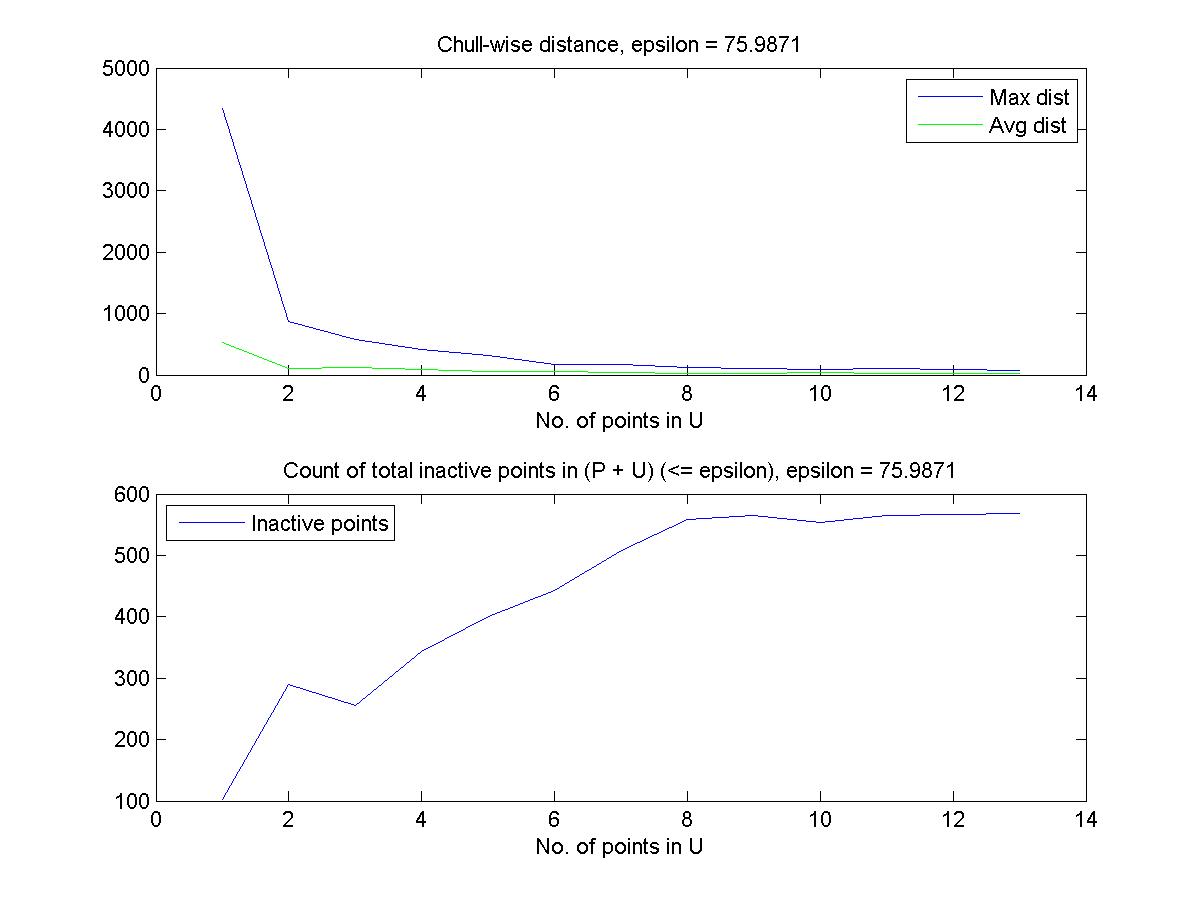 Chull-wise distance, epsilon = 75.9871
5000
4000
3000
2000
1000
0
Max dist
Avg dist
0 2 4 6 8 10 12 14
No. of points in U
Count of total inactive points in (P + U) (<= epsilon), epsilon = 75.9871
600
500
400
300
200
100
Inactive points
0 2 4 6 8 10 12 14
No. of points in U